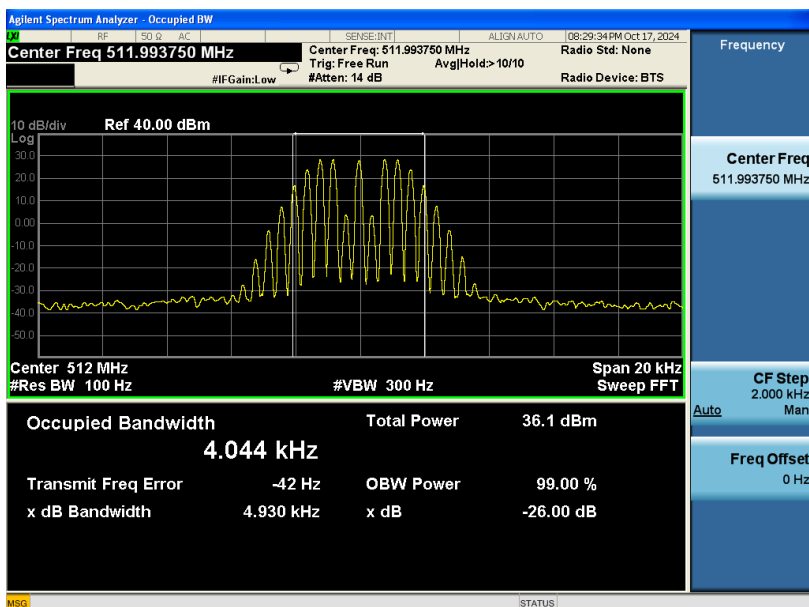 Agilent Spectrum Analyzer - Occupied BW
LXI RF 50 Ω AC SENSE:INT ALIGN AUTO 08:29:34 PM Oct 17, 2024
Center Freq 511.993750 MHz
Center Freq: 511.993750 MHz
Radio Std: None
Trig: Free Run Avg|Hold:>10/10
#IFGain:Low #Atten: 14 dB Radio Device: BTS
10 dB/div Ref 40.00 dBm
Log
30.0
20.0
10.0
0.00
-10.0
-20.0
-30.0
-40.0
-50.0
Center 512 MHz Span 20 kHz
#Res BW 100 Hz #VBW 300 Hz Sweep FFT
Occupied Bandwidth Total Power 36.1 dBm
4.044 kHz
Transmit Freq Error -42 Hz OBW Power 99.00 %
x dB Bandwidth 4.930 kHz x dB -26.00 dB
MSG STATUS
Frequency
Center Freq
511.993750 MHz
CF Step
2.000 kHz
Auto Man
Freq Offset
0 Hz